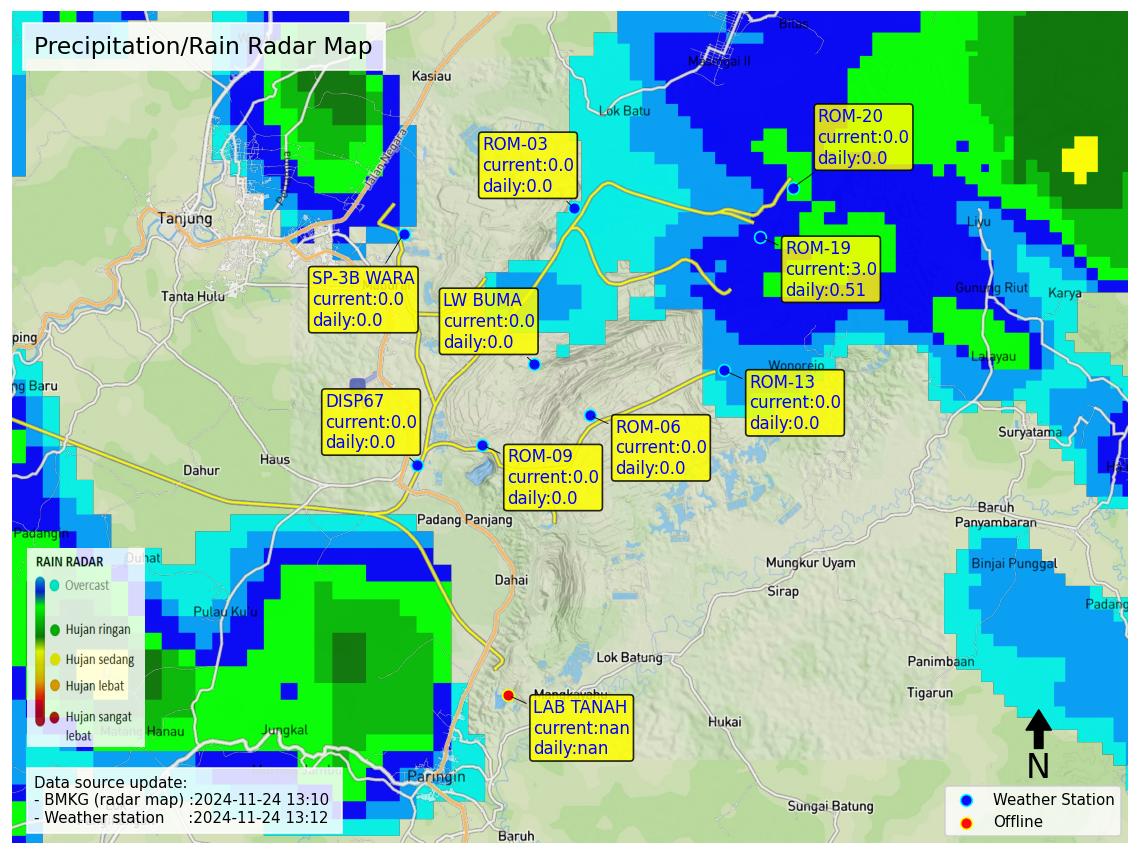 Precipitation/Rain Radar Map
Bitas
Kasiau
Lok Batu
ROM-20
current:0.0
daily:0.0
ROM-03
current:0.0
daily:0.0
Jalan Negara
Tanjung
Liyu
ROM-19
current:3.0
daily:0.51
SP-3B WARA
current:0.0
daily:0.0
LW BUMA
current:0.0
daily:0.0
Tanta Hulu
Gunung Riut
Karya
ping
Lalayau
Wonorejo
ng Baru
ROM-13
current:0.0
daily:0.0
DISP67
current:0.0
daily:0.0
ROM-06
current:0.0
daily:0.0
Suryatama
ROM-09
current:0.0
daily:0.0
Haus
Dahur
Padang Panjang
Baruh
Panyambaran
Padangin
RAIN RADAR
Overcast
Hujan ringan
Hujan sedang
Hujan lebat
Hujan sangat
lebat
Duhat
Binjai Punggal
Mungkur Uyam
Dahai
Sirap
Pulau Ku'u
Padang
Lok Batung
Panimbaan
Tigarun
LAB TANAH
current:nan
daily:nan
Hukai
Jungkal
N
Paringin
Data source update:
- BMKG (radar map) :2024-11-24 13:10
- Weather station :2024-11-24 13:12
Sungai Batung
Baruh
Weather Station
Offline